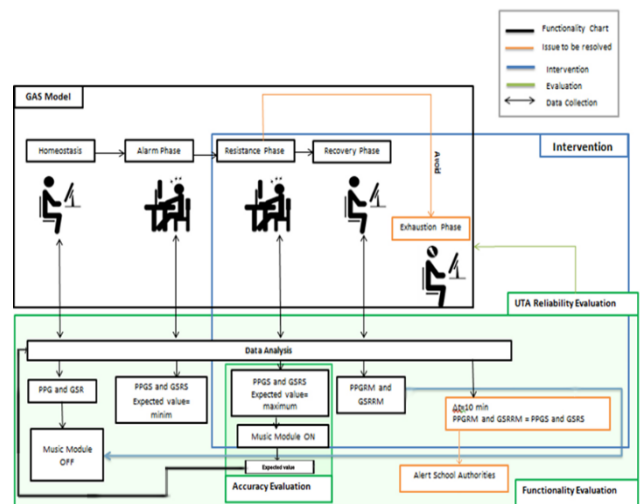 Functionality Chart
Issue to be resolved
Intervention
Evaluation
Data Collection
GAS Model
Intervention
Homeostasis
Alarm Phase
Resistance Phase
Recovery Phase
Avoid
Exhaustion Phase
UTA Reliability Evaluation
Data Analysis
PPG and GSR
PPGS and GSRS
Expected value=
minim
PPGS and GSRS
Expected value=
maximum
PPGRM and
GSRRM
Δt>10 min
PPGRM and GSRRM = PPGS and GSRS
Music Module
OFF
Music Module ON
Expected value
Alert School Authorities
Accuracy Evaluation
Functionality Evaluation